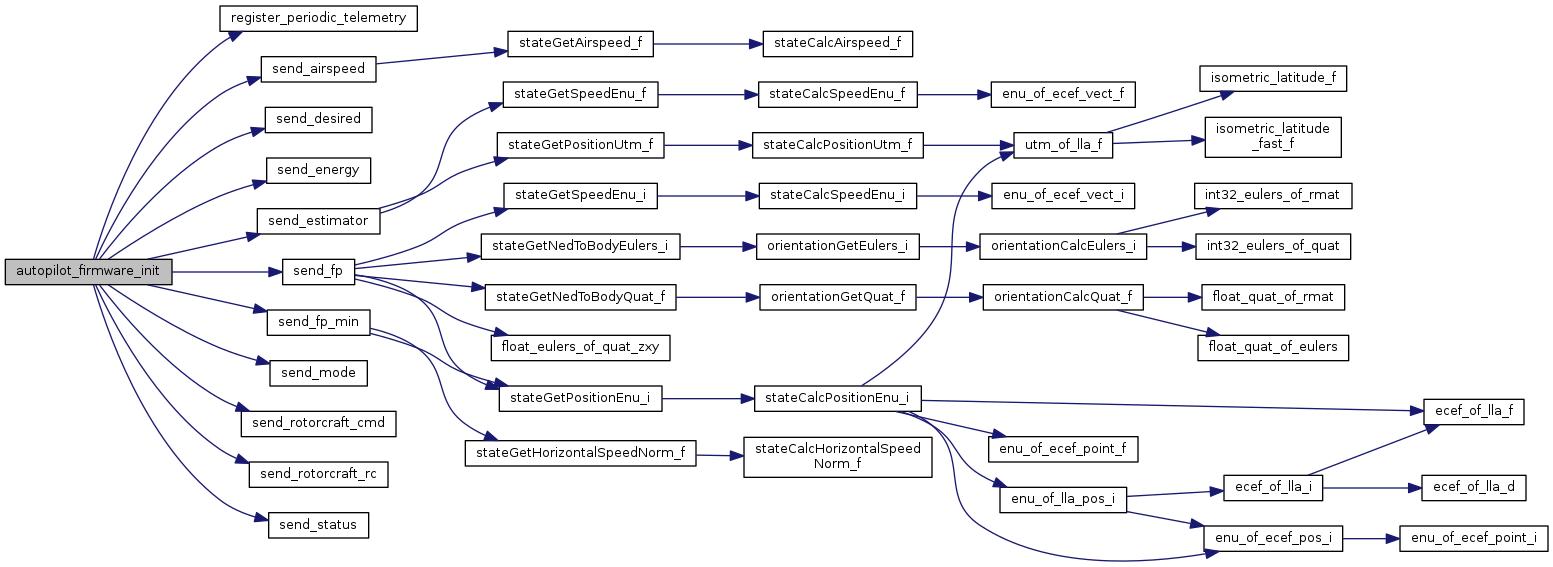 register_periodic_telemetry
stateGetAirspeed_f
stateCalcAirspeed_f
send_airspeed
isometric_latitude_f
stateGetSpeedEnu_f
stateCalcSpeedEnu_f
enu_of_ecef_vect_f
send_desired
isometric_latitude
_fast_f
stateGetPositionUtm_f
stateCalcPositionUtm_f
utm_of_lla_f
send_energy
stateGetSpeedEnu_i
stateCalcSpeedEnu_i
enu_of_ecef_vect_i
int32_eulers_of_rmat
send_estimator
stateGetNedToBodyEulers_i
orientationGetEulers_i
orientationCalcEulers_i
int32_eulers_of_quat
autopilot_firmware_init
send_fp
stateGetNedToBodyQuat_f
orientationGetQuat_f
orientationCalcQuat_f
float_quat_of_rmat
send_fp_min
float_eulers_of_quat_zxy
float_quat_of_eulers
send_mode
stateGetPositionEnu_i
stateCalcPositionEnu_i
ecef_of_lla_f
send_rotorcraft_cmd
stateGetHorizontalSpeedNorm_f
stateCalcHorizontalSpeed
Norm_f
enu_of_ecef_point_f
send_rotorcraft_rc
enu_of_lla_pos_i
ecef_of_lla_i
ecef_of_lla_d
send_status
enu_of_ecef_pos_i
enu_of_ecef_point_i